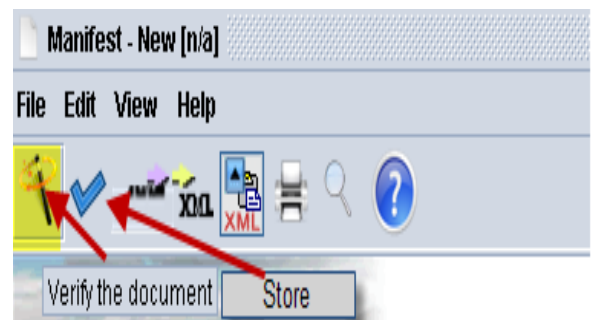 Manifest - New [n/a]
File Edit View Help
XML XML
Verify the document Store